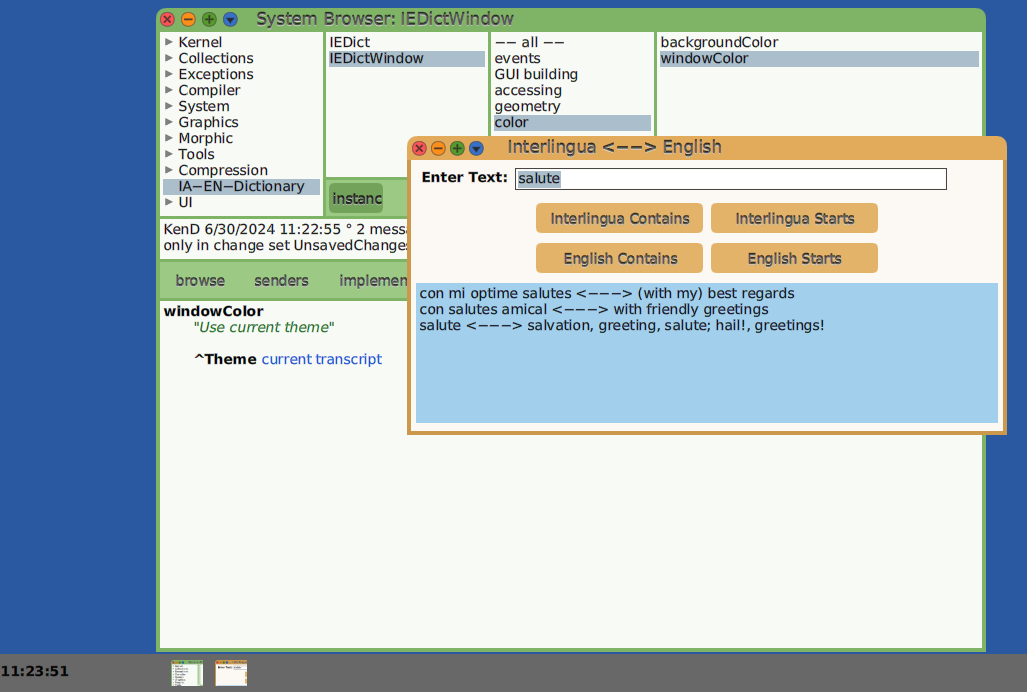 System Browser: IEDictWindow
Kernel
Collections
Exceptions
Compiler
System
Graphics
Morphic
Tools
Compression
IA−EN−Dictionary
UI
IEDict
IEDictWindow
−− all −−
events
GUI building
accessing
geometry
color
backgroundColor
windowColor
instanc
KenD 6/30/2024 11:22:55 ° 2 messa
only in change set UnsavedChanges
browse senders implemen
windowColor
"Use current theme"
^Theme current transcript
Interlingua <−−> English
Enter Text: salute
Interlingua Contains Interlingua Starts
English Contains English Starts
con mi optime salutes <−−−> (with my) best regards
con salutes amical <−−−> with friendly greetings
salute <−−−> salvation, greeting, salute; hail!, greetings!
11:23:51